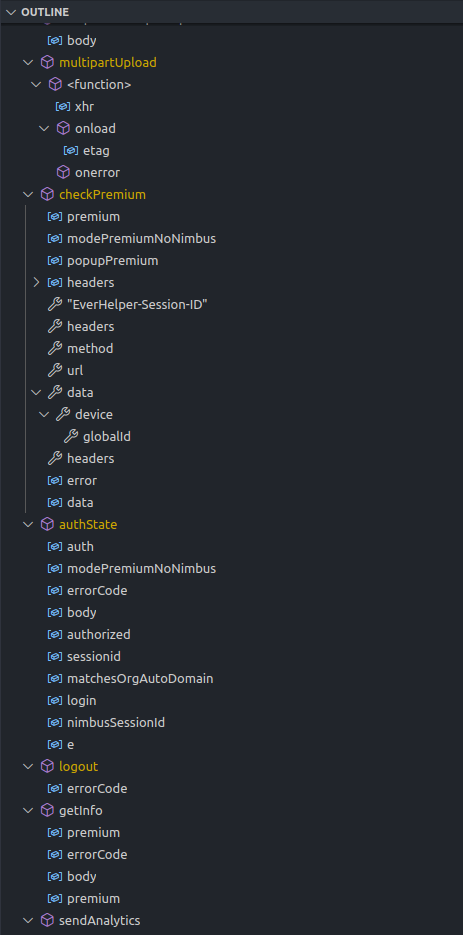 OUTLINE
body
multipartUpload
<function>
xhr
onload
etag
onerror
checkPremium
premium
modePremiumNoNimbus
popupPremium
headers
"EverHelper-Session-ID"
headers
method
url
data
device
globalId
headers
error
data
authState
auth
modePremiumNoNimbus
errorCode
body
authorized
sessionid
matchesOrgAutoDomain
login
nimbusSessionId
e
logout
errorCode
getInfo
premium
errorCode
body
premium
sendAnalytics